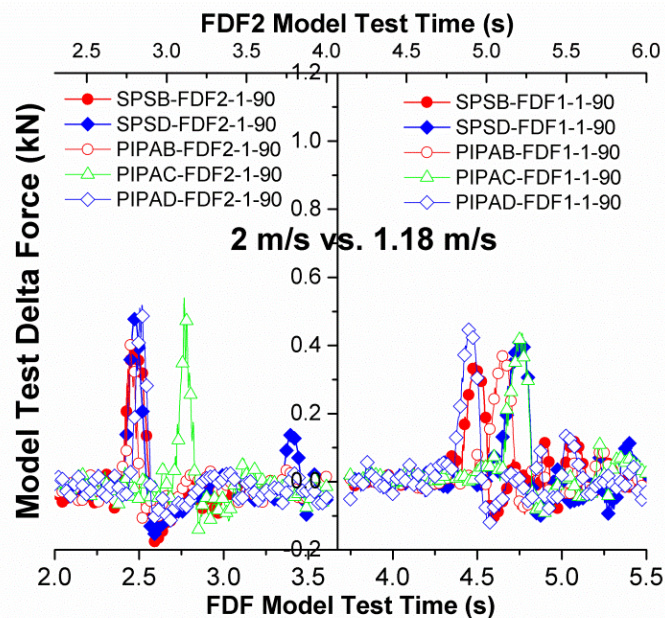 FDF2 Model Test Time (s)
2.5 3.0 3.5 4.0 4.5 5.0 5.5 6.0
1.2
SPSB-FDF2-1-90 SPSB-FDF1-1-90
SPSD-FDF2-1-90 SPSD-FDF1-1-90
1.0
PIPAB-FDF2-1-90 PIPAB-FDF1-1-90
PIPAC-FDF2-1-90 PIPAC-FDF1-1-90
PIPAD-FDF2-1-90 PIPAD-FDF1-1-90
0.8
2 m/s vs. 1.18 m/s
0.6
0.4
0.2
0.0
-0.2
Model Test Delta Force (kN)
2.0 2.5 3.0 3.5 4.0 4.5 5.0 5.5
FDF Model Test Time (s)